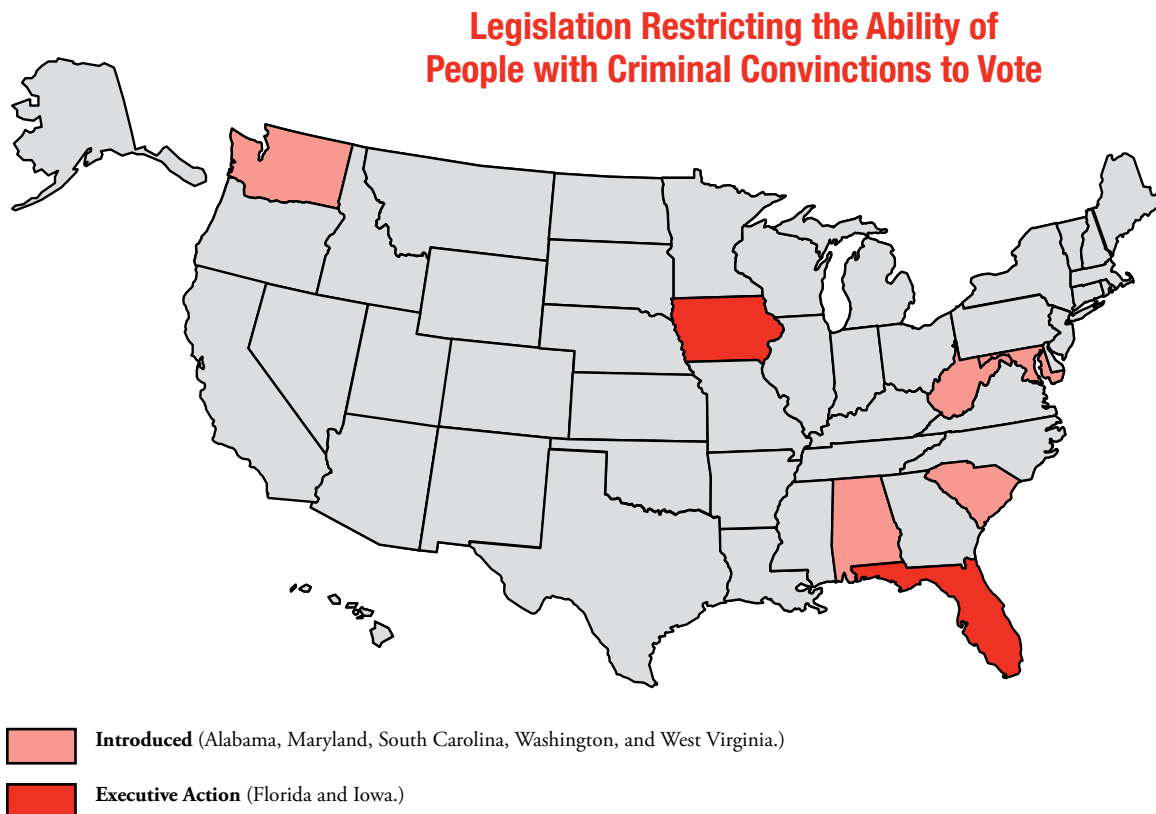 Legislation Restricting the Ability of
People with Criminal Convinctions to Vote
Introduced (Alabama, Maryland, South Carolina, Washington, and West Virginia.)
Executive Action (Florida and Iowa.)